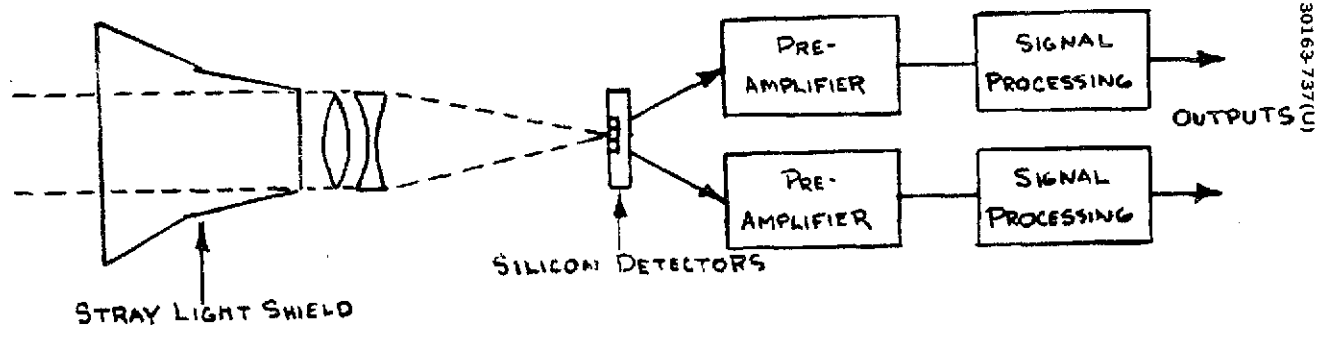 PRE-
AMPLIFIER
SIGNAL
PROCESSING
OUTPUTS
30163-737(U)
PRE-
AMPLIFIER
SIGNAL
PROCESSING
SILICON DETECTORS
STRAY LIGHT SHIELD